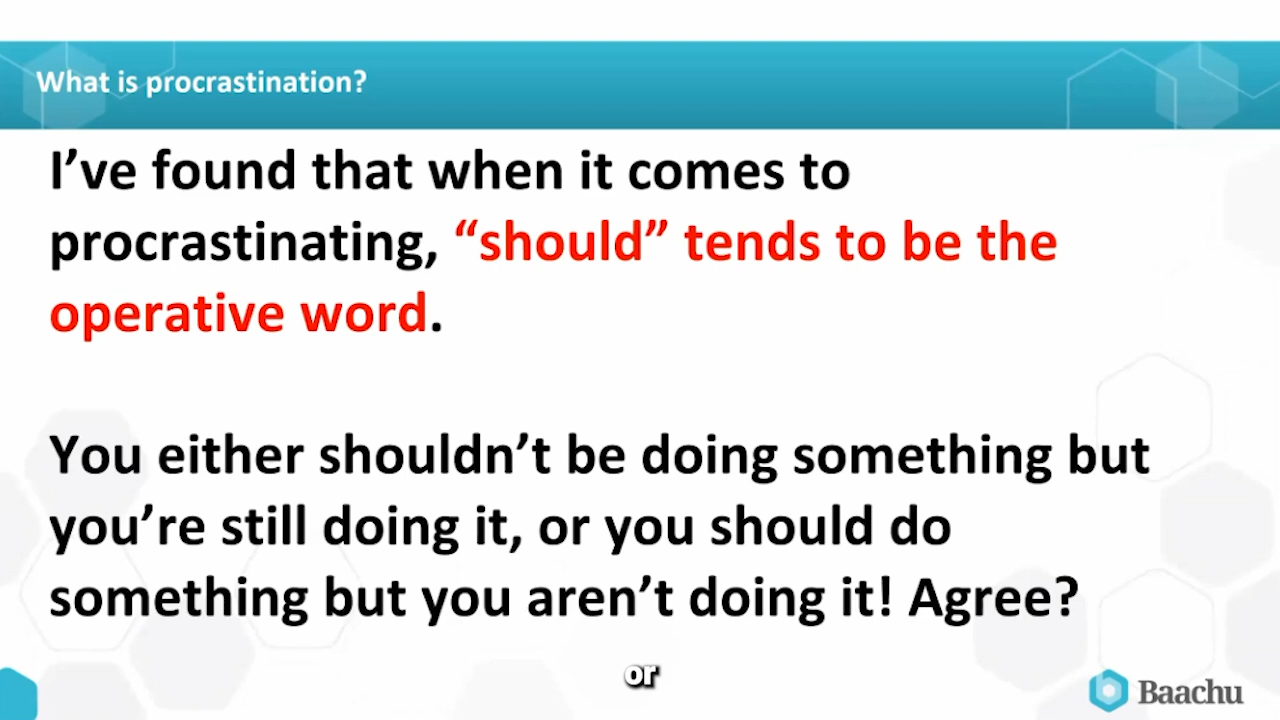 What is procrastination?
I’ve found that when it comes to
procrastinating, “should” tends to be the
operative word.
You either shouldn’t be doing something but
you’re still doing it, or you should do
something but you aren’t doing it! Agree?
or
Baachu